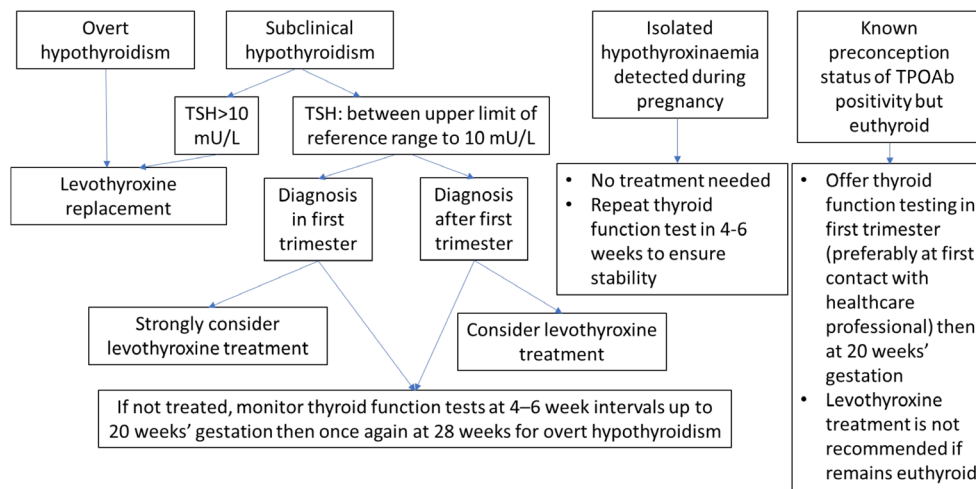 Overt
hypothyroidism
Subclinical
hypothyroidism
Isolated
hypothyroxinaemia
detected during
pregnancy
Known
preconception
status of TPOAb
positivity but
euthyroid
TSH>10
mU/L
TSH: between upper limit of
reference range to 10 mU/L
Levothyroxine
replacement
Diagnosis
in first
trimester
Diagnosis
after first
trimester
• No treatment needed
• Repeat thyroid
function test in 4-6
weeks to ensure
stability
• Offer thyroid
function testing in
first trimester
(preferably at first
contact with
healthcare
professional) then
at 20 weeks’
gestation
• Levothyroxine
treatment is not
recommended if
remains euthyroid
Strongly consider
levothyroxine treatment
Consider levothyroxine
treatment
If not treated, monitor thyroid function tests at 4–6 week intervals up to
20 weeks’ gestation then once again at 28 weeks for overt hypothyroidism